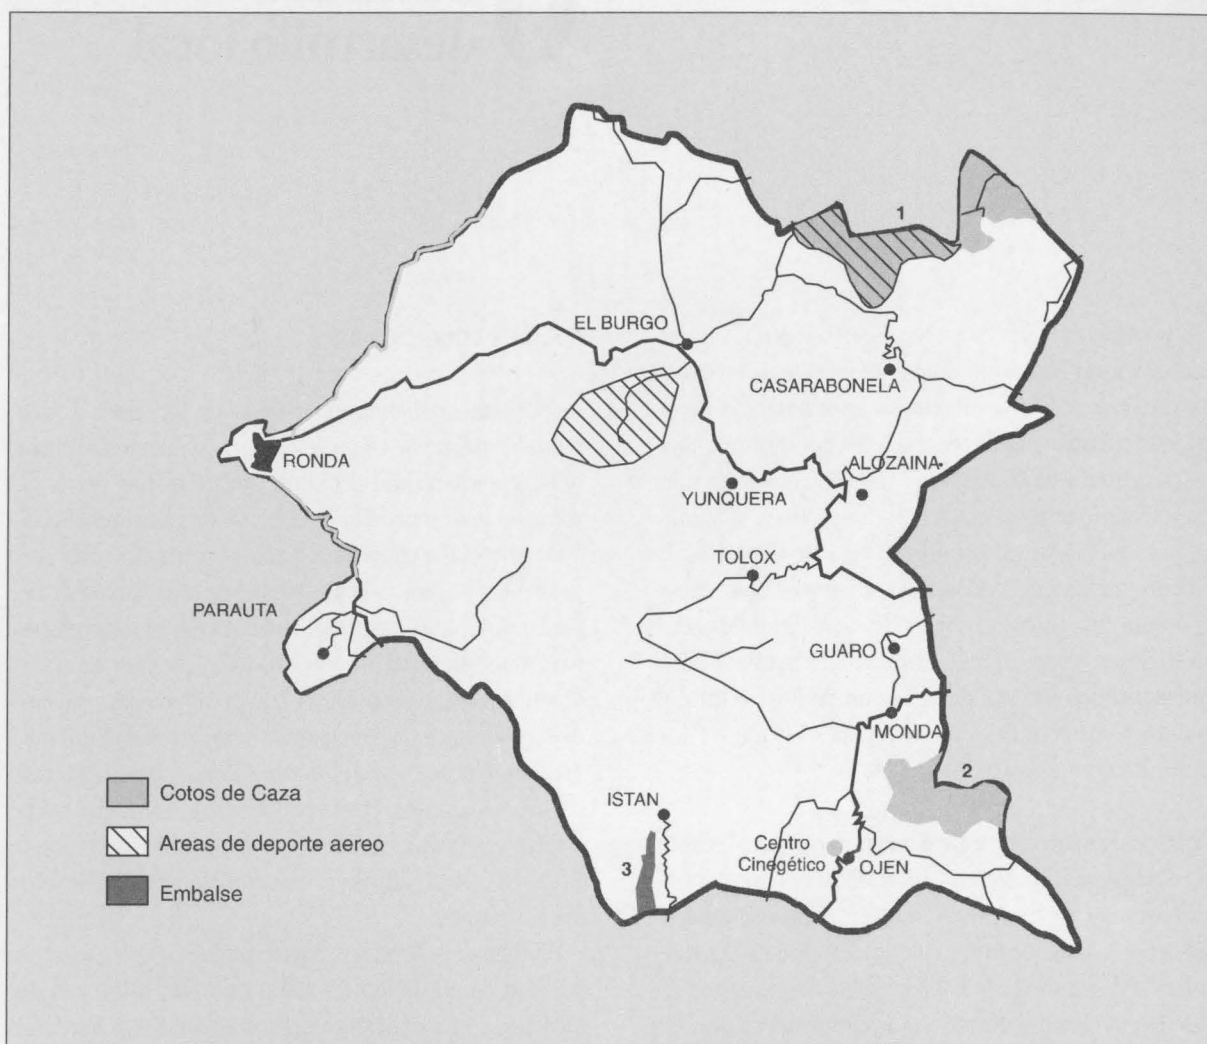 1
EL BURGO
CASARABONELA
RONDA
ALOZAINA
YUNQUERA
TOLOX
PARAUTA
GUARO
MONDA
2
Cotos de Caza
ISTAN
Areas de deporte aereo
Centro
Cinegético
OJEN
3
Embalse